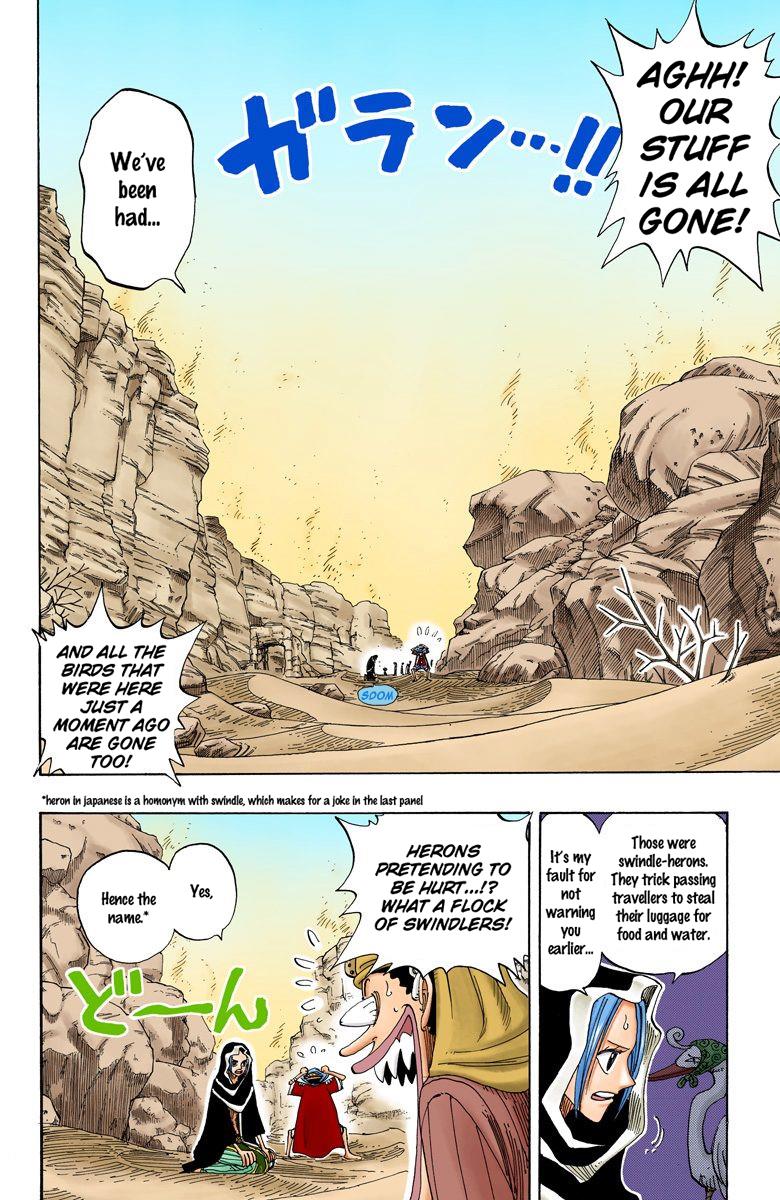 AGHH!
OUR
STUFF
IS ALL
GONE!
ガラン…!!
We've
been
had...
SDOM
AND ALL THE
BIRDS THAT
WERE HERE
JUST A
MOMENT AGO
ARE GONE
TOO!
*heron in japanese is a homonym with swindle, which makes for a joke in the last panel
Those were
swindle-herons.
They trick passing
travellers to steal
their luggage for
food and water.
It's my
fault for
not
warning
you
earlier...
HERONS
PRETENDING TO
BE HURT...!?
WHAT A FLOCK
OF SWINDLERS!
Yes,
Hence the
name.*
どーん